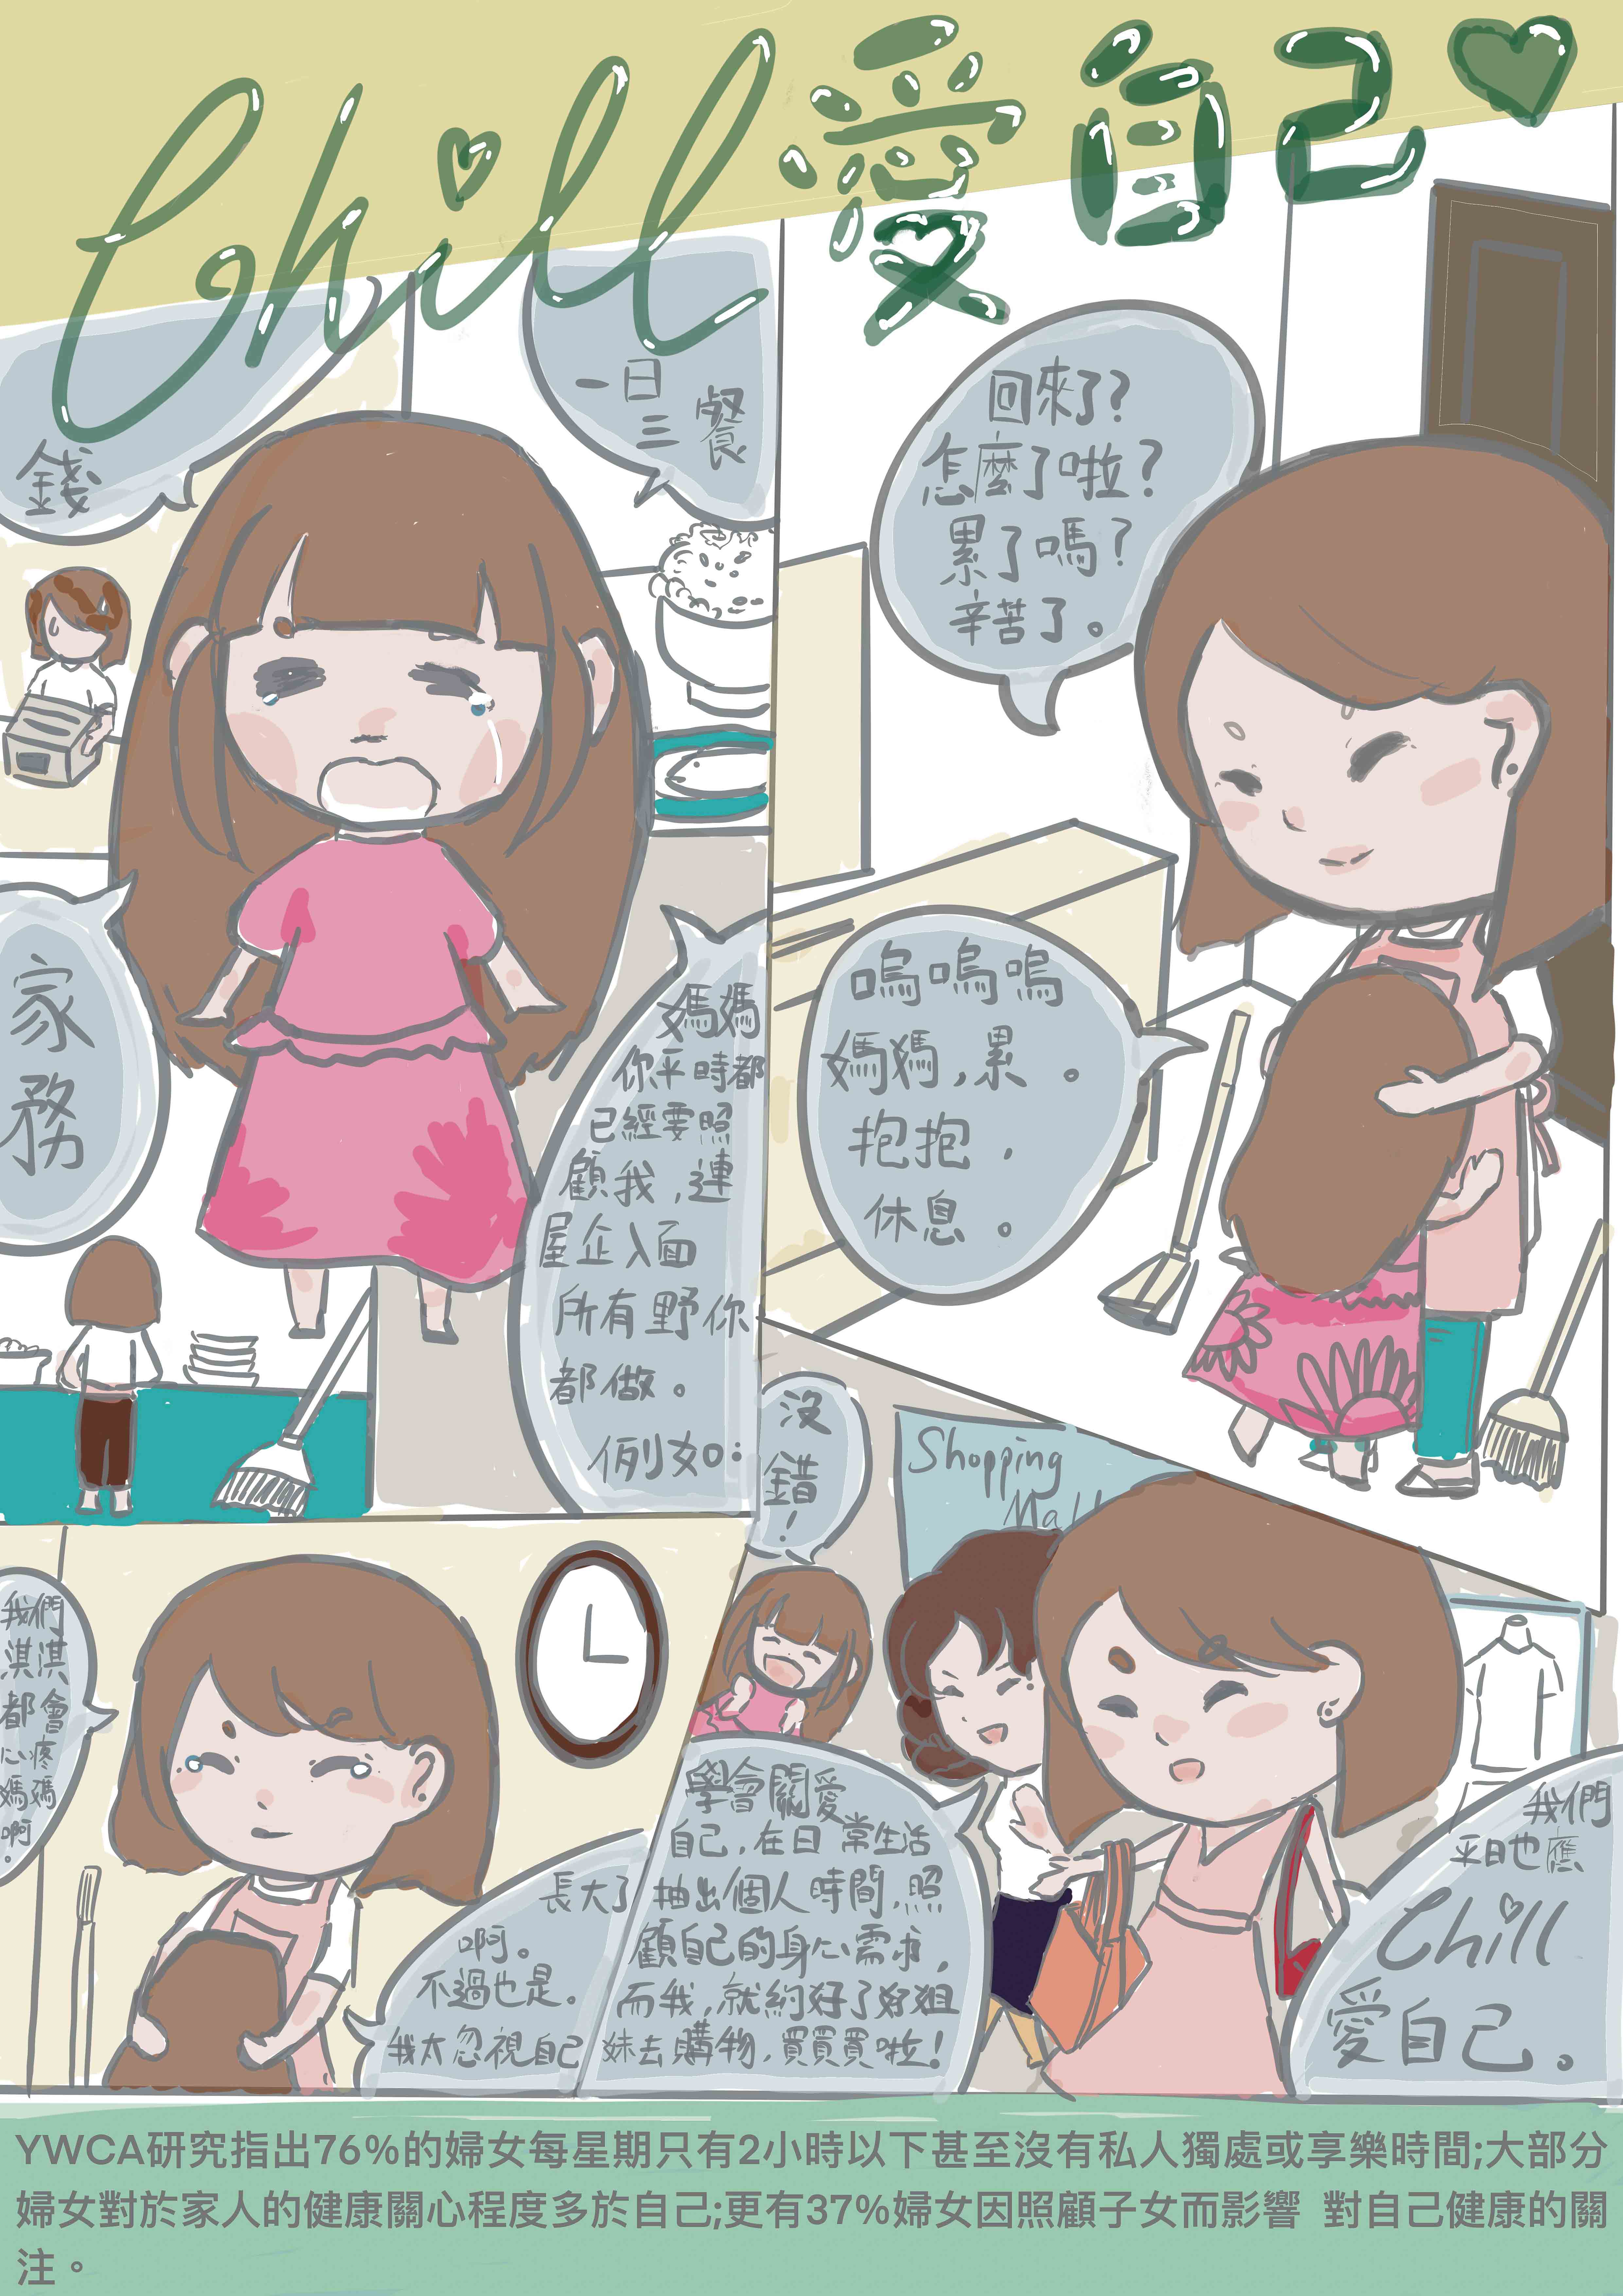 Chill 愛自己
回來了?
怎麼了啦?
累了嗎?
辛苦了。
嗚嗚嗚
媽媽,累。
抱抱,
休息。
媽媽
你平時都
已經要照
顧我,連
屋企入面
所有野你
都做。
例如:
一日
三餐
錢
家
務
我們
淇淇
都會
心疼
媽媽
啊。
長大了
啊。
不過也是。
我太忽視自己
沒
錯
!
Shopping
Mall
學會關愛
自己,在日常生活
抽出個人時間,照
顧自己的身心需求,
而我,就約好了好姐
妹去購物,買買買啦!
我們
平日也應
Chill
愛自己。
YWCA研究指出76%的婦女每星期只有2小時以下甚至沒有私人獨處或享樂時間;大部分
婦女對於家人的健康關心程度多於自己;更有37%婦女因照顧子女而影響 對自己健康的關
注。